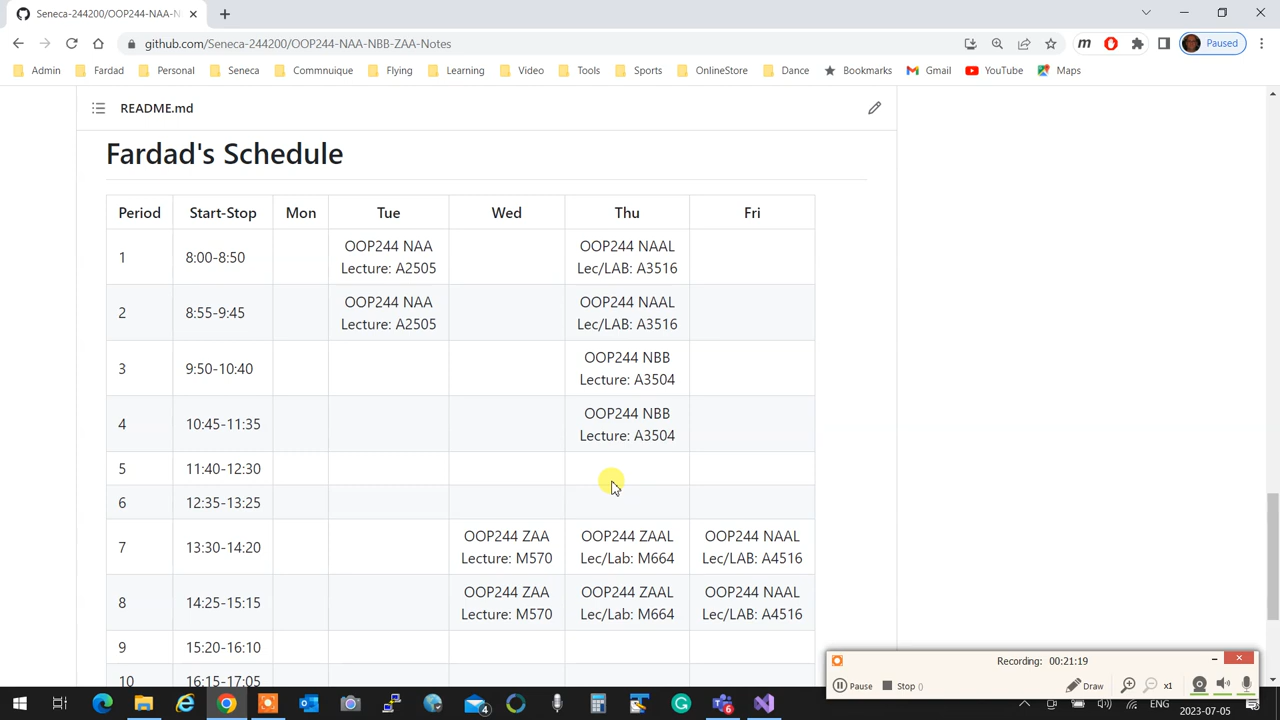 Seneca-244200/OOP244-NAA-N
github.com/Seneca-244200/OOP244-NAA-NBB-ZAA-Notes
Paused
Admin Fardad Personal Seneca Commnuique Flying Learning Video Tools Sports OnlineStore Dance Bookmarks Gmail YouTube Maps
README.md
Fardad's Schedule
Period Start-Stop Mon Tue Wed Thu Fri
1 8:00-8:50 OOP244 NAA Lecture: A2505 OOP244 NAAL Lec/LAB: A3516
2 8:55-9:45 OOP244 NAA Lecture: A2505 OOP244 NAAL Lec/LAB: A3516
3 9:50-10:40 OOP244 NBB Lecture: A3504
4 10:45-11:35 OOP244 NBB Lecture: A3504
5 11:40-12:30
6 12:35-13:25
7 13:30-14:20 OOP244 ZAA Lecture: M570 OOP244 ZAAL Lec/Lab: M664 OOP244 NAAL Lec/LAB: A4516
8 14:25-15:15 OOP244 ZAA Lecture: M570 OOP244 ZAAL Lec/Lab: M664 OOP244 NAAL Lec/LAB: A4516
9 15:20-16:10
10 16:15-17:05
Recording: 00:21:19
Pause Stop () Draw x1
ENG
2023-07-05